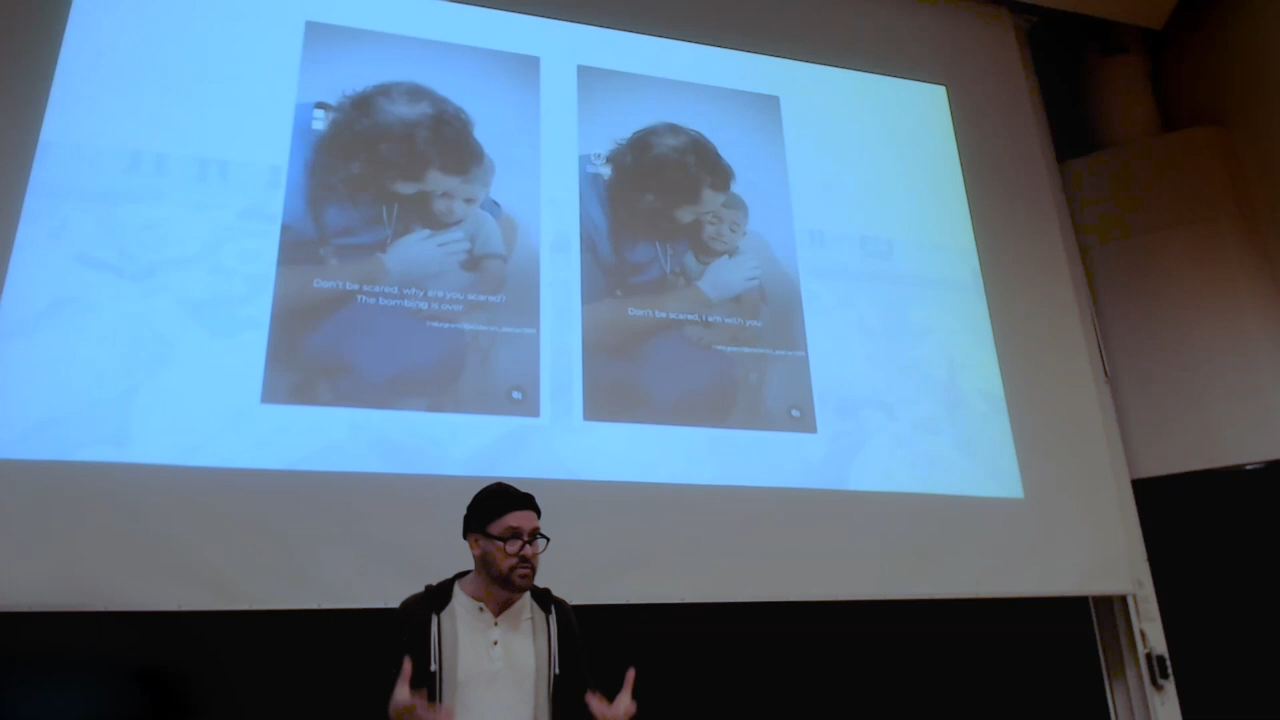 Don't be scared, why are you scared?
The bombing is over
Don't be scared, I am with you.